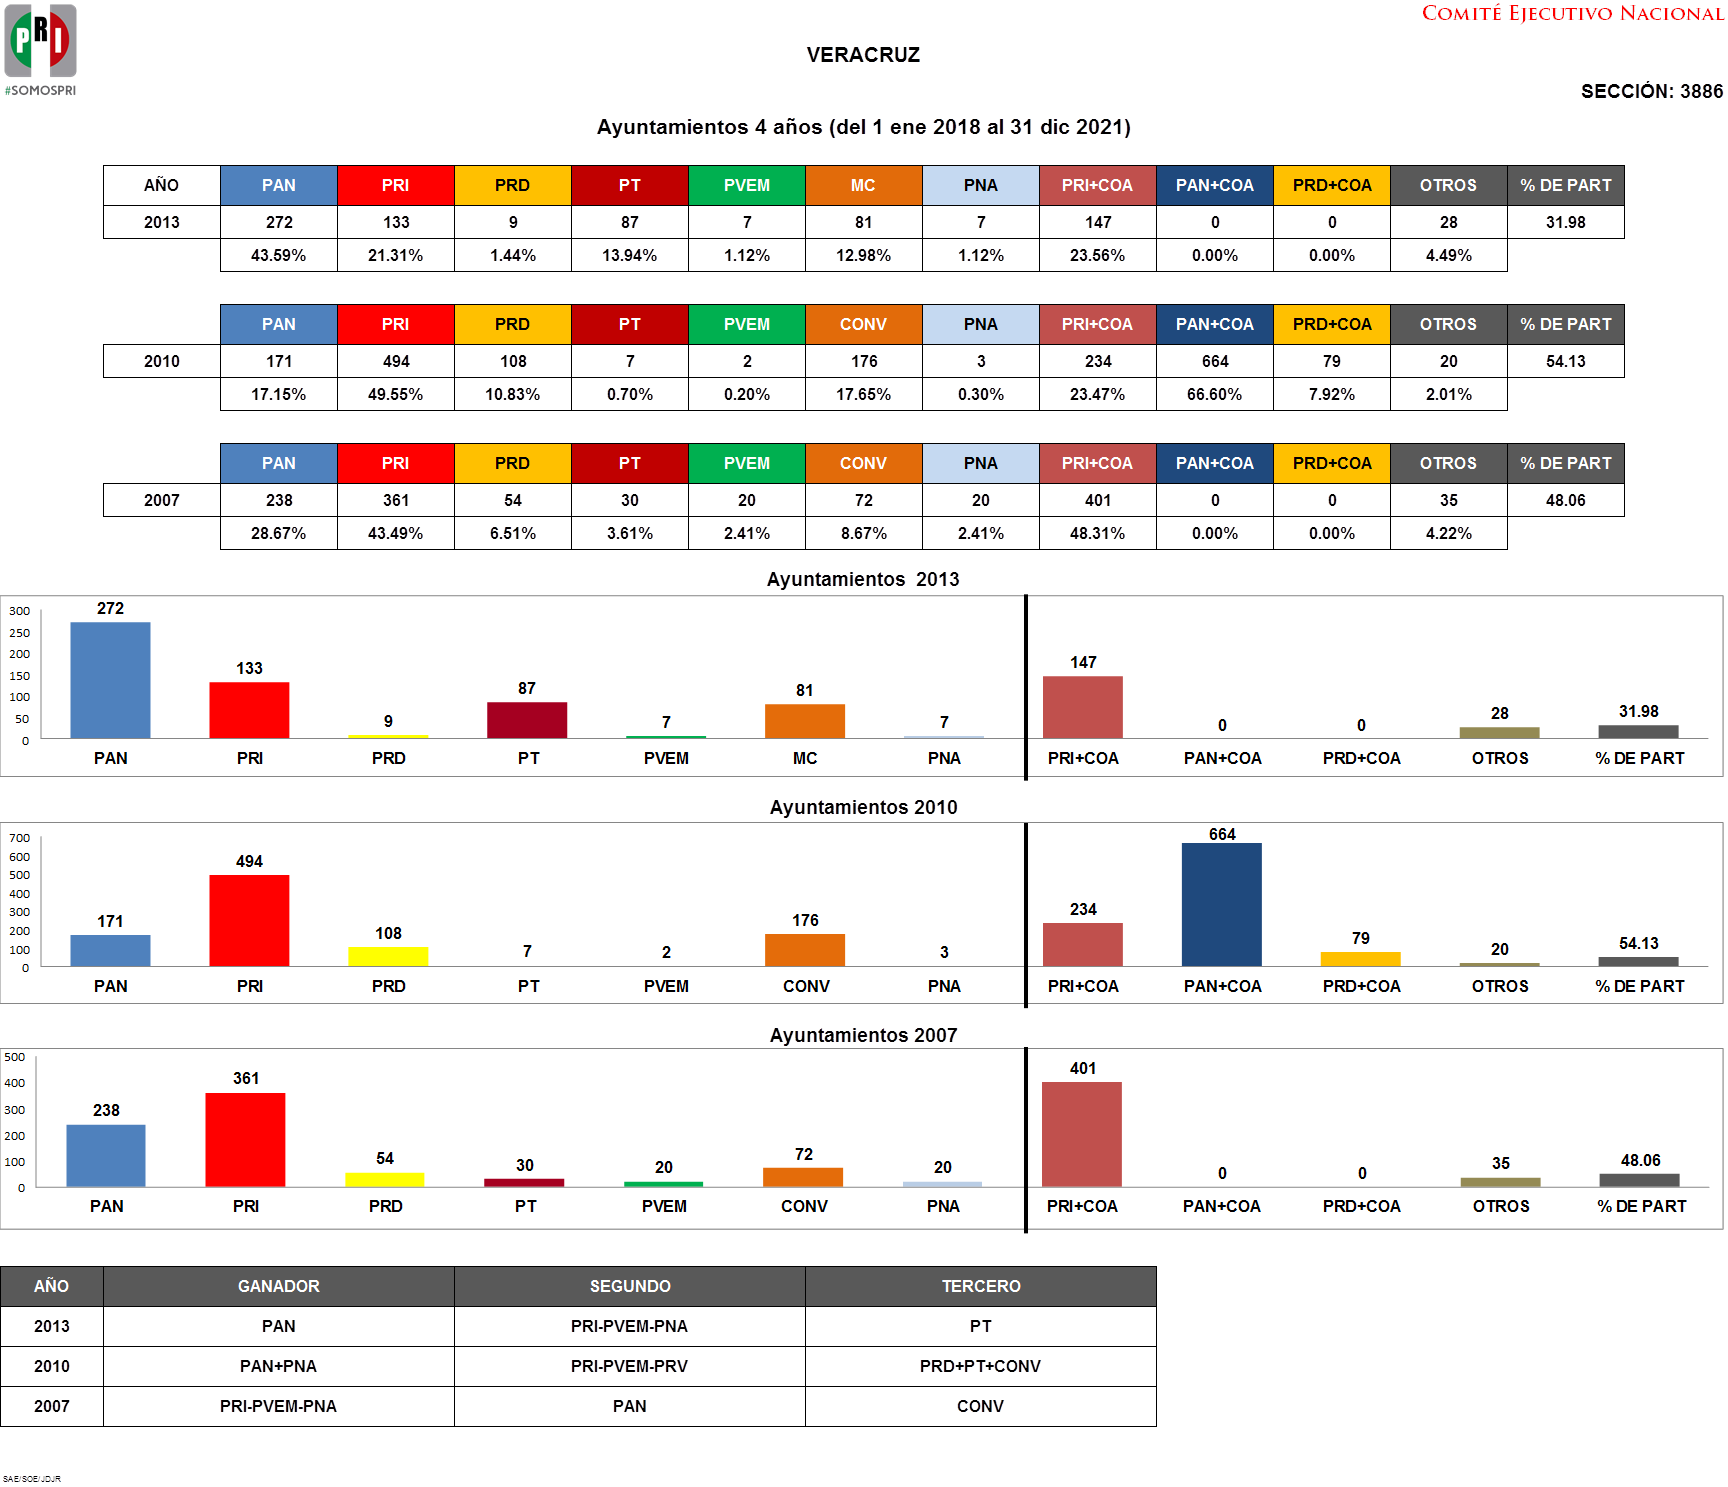 PRI
#SOMOSPRI
COMITÉ EJECUTIVO NACIONAL
VERACRUZ
SECCIÓN: 3886
Ayuntamientos 4 años (del 1 ene 2018 al 31 dic 2021)
AÑO PAN PRI PRD PT PVEM MC PNA PRI+COA PAN+COA PRD+COA OTROS % DE PART
2013 272 133 9 87 7 81 7 147 0 0 28 31.98
43.59% 21.31% 1.44% 13.94% 1.12% 12.98% 1.12% 23.56% 0.00% 0.00% 4.49%
PAN PRI PRD PT PVEM CONV PNA PRI+COA PAN+COA PRD+COA OTROS % DE PART
2010 171 494 108 7 2 176 3 234 664 79 20 54.13
17.15% 49.55% 10.83% 0.70% 0.20% 17.65% 0.30% 23.47% 66.60% 7.92% 2.01%
PAN PRI PRD PT PVEM CONV PNA PRI+COA PAN+COA PRD+COA OTROS % DE PART
2007 238 361 54 30 20 72 20 401 0 0 35 48.06
28.67% 43.49% 6.51% 3.61% 2.41% 8.67% 2.41% 48.31% 0.00% 0.00% 4.22%
Ayuntamientos 2013
300
250
200
150
100
50
0
272 133 9 87 7 81 7 147 0 0 28 31.98
PAN PRI PRD PT PVEM MC PNA PRI+COA PAN+COA PRD+COA OTROS % DE PART
Ayuntamientos 2010
700
600
500
400
300
200
100
0
171 494 108 7 2 176 3 234 664 79 20 54.13
PAN PRI PRD PT PVEM CONV PNA PRI+COA PAN+COA PRD+COA OTROS % DE PART
Ayuntamientos 2007
500
400
300
200
100
0
238 361 54 30 20 72 20 401 0 0 35 48.06
PAN PRI PRD PT PVEM CONV PNA PRI+COA PAN+COA PRD+COA OTROS % DE PART
AÑO GANADOR SEGUNDO TERCERO
2013 PAN PRI-PVEM-PNA PT
2010 PAN+PNA PRI-PVEM-PRV PRD+PT+CONV
2007 PRI-PVEM-PNA PAN CONV
SAE/SOE/JDJR